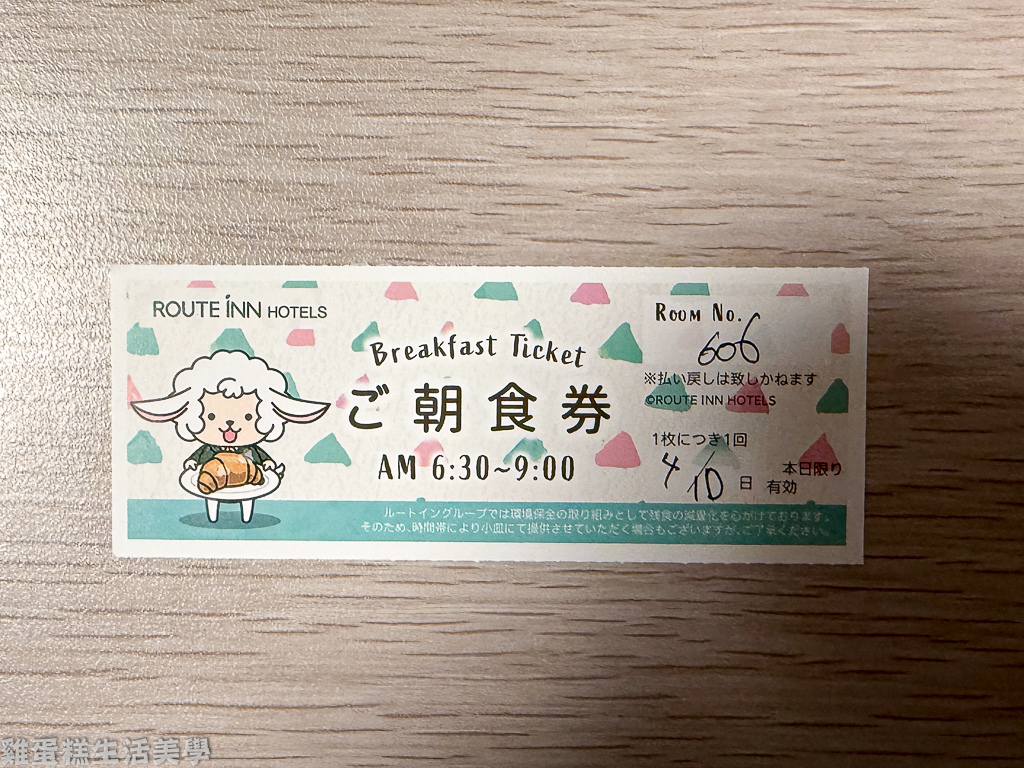 ROUTE INN HOTELS
Breakfast Ticket
ご朝食券
AM 6:30~9:00
ROOM No.
606
※払い戻しは致しかねます
©ROUTE INN HOTELS
1枚につき1回
4/10日 本日限り有効
ルートイングループでは環境保全の取り組みとして残食の減量化を心がけております。
そのため、時間帯により小皿にて提供させていただく場合もございますが、ご了承ください。
雞蛋糕生活美學